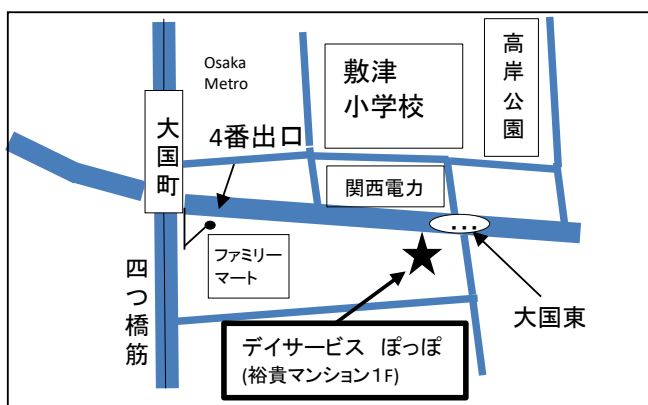 Osaka
Metro
敷津
小学校
高岸公園
大国町
4番出口
関西電力
ファミリー
マート
四つ橋筋
大国東
デイサービス ぽっぽ
(裕貴マンション１F)